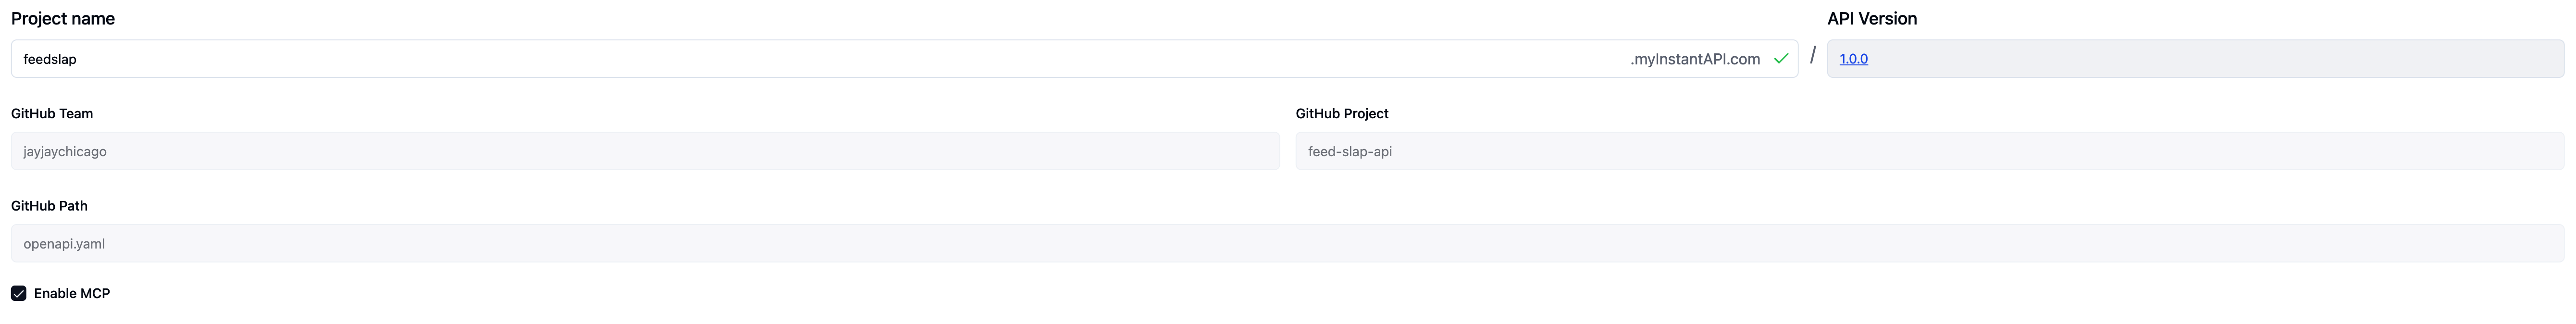 Project name
API Version
feedslap
.myInstantAPI.com
/
1.0.0
GitHub Team
GitHub Project
jayjaychicago
feed-slap-api
GitHub Path
openapi.yaml
Enable MCP